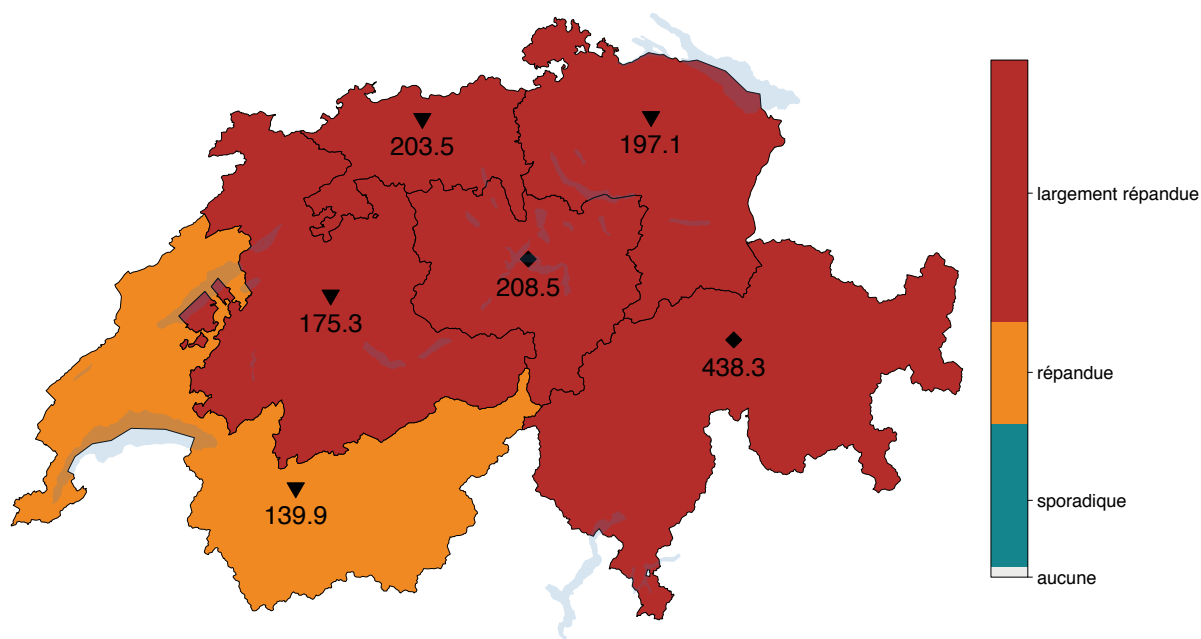 203.5
197.1
208.5
175.3
438.3
139.9
largement répandue
répandue
sporadique
aucune